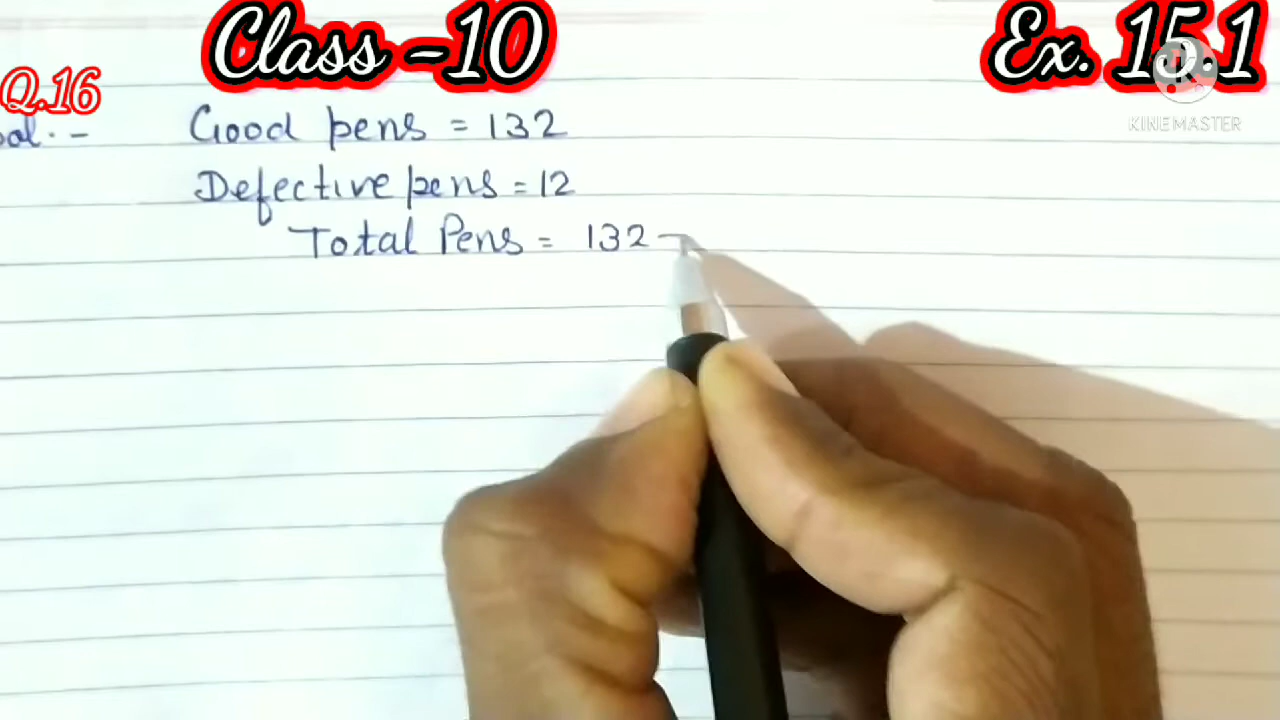 Class -10
Ex. 15.1
Q.16
KINEMASTER
Good pens = 132
Defective pens = 12
Total Pens = 132